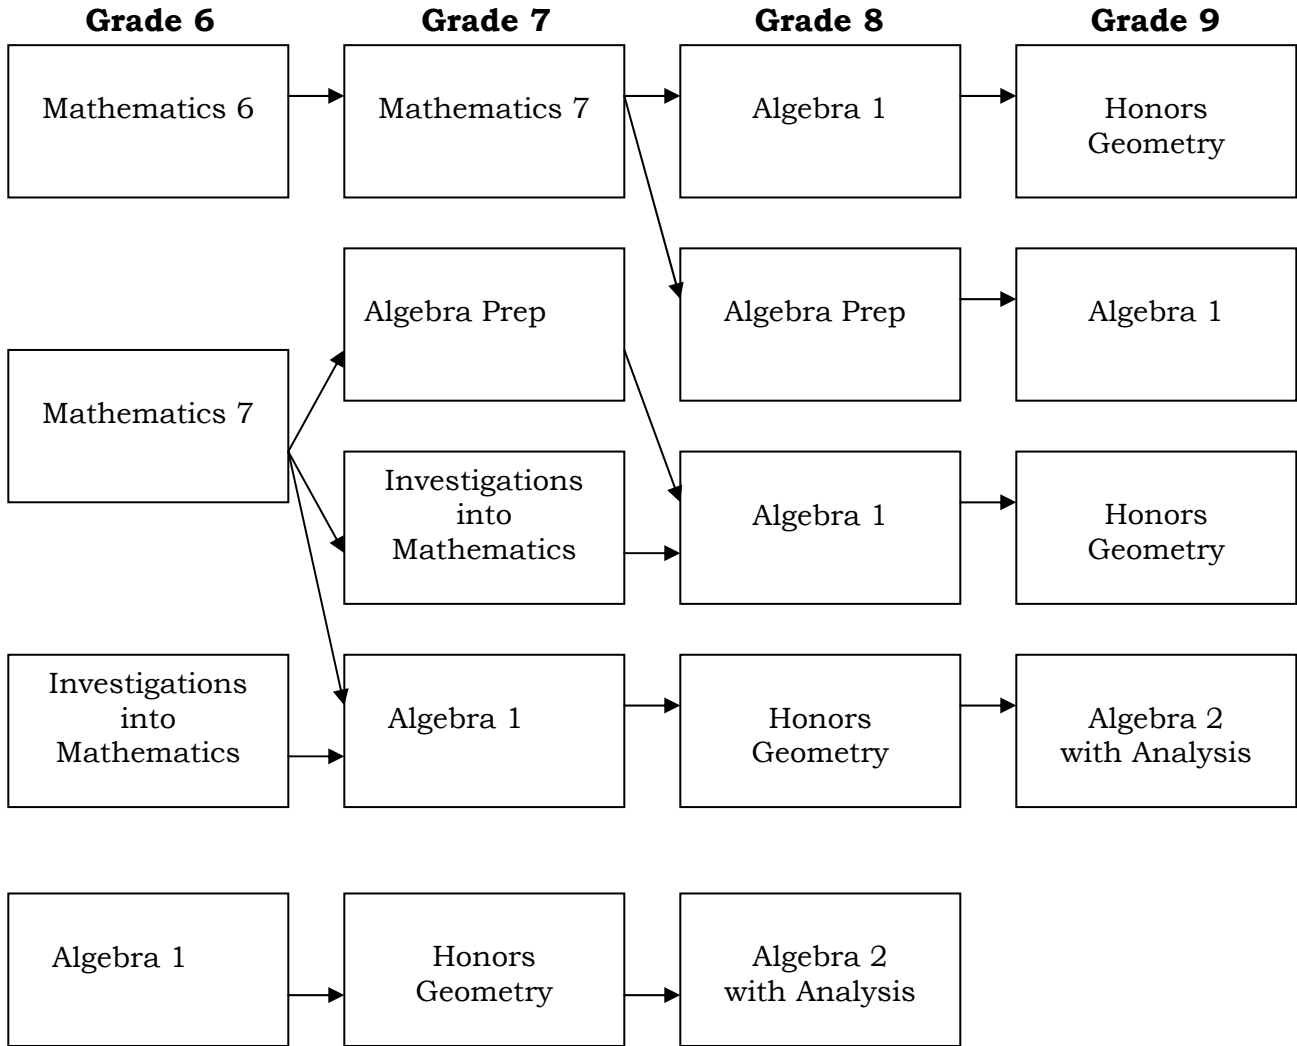 Grade 6
Grade 7
Grade 8
Grade 9
Mathematics 6
Mathematics 7
Algebra 1
Honors
Geometry
Algebra Prep
Algebra Prep
Algebra 1
Mathematics 7
Investigations
into
Mathematics
Algebra 1
Honors
Geometry
Investigations
into
Mathematics
Algebra 1
Honors
Geometry
Algebra 2
with Analysis
Algebra 1
Honors
Geometry
Algebra 2
with Analysis